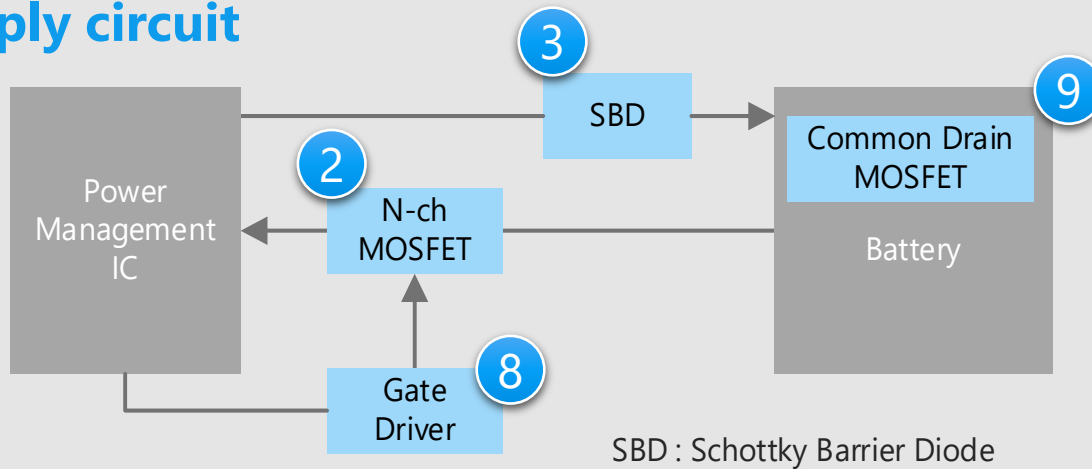 ply circuit
3
SBD
9
Common Drain
MOSFET
2
Power
Management
IC
N-ch
MOSFET
Battery
8
Gate
Driver
SBD : Schottky Barrier Diode